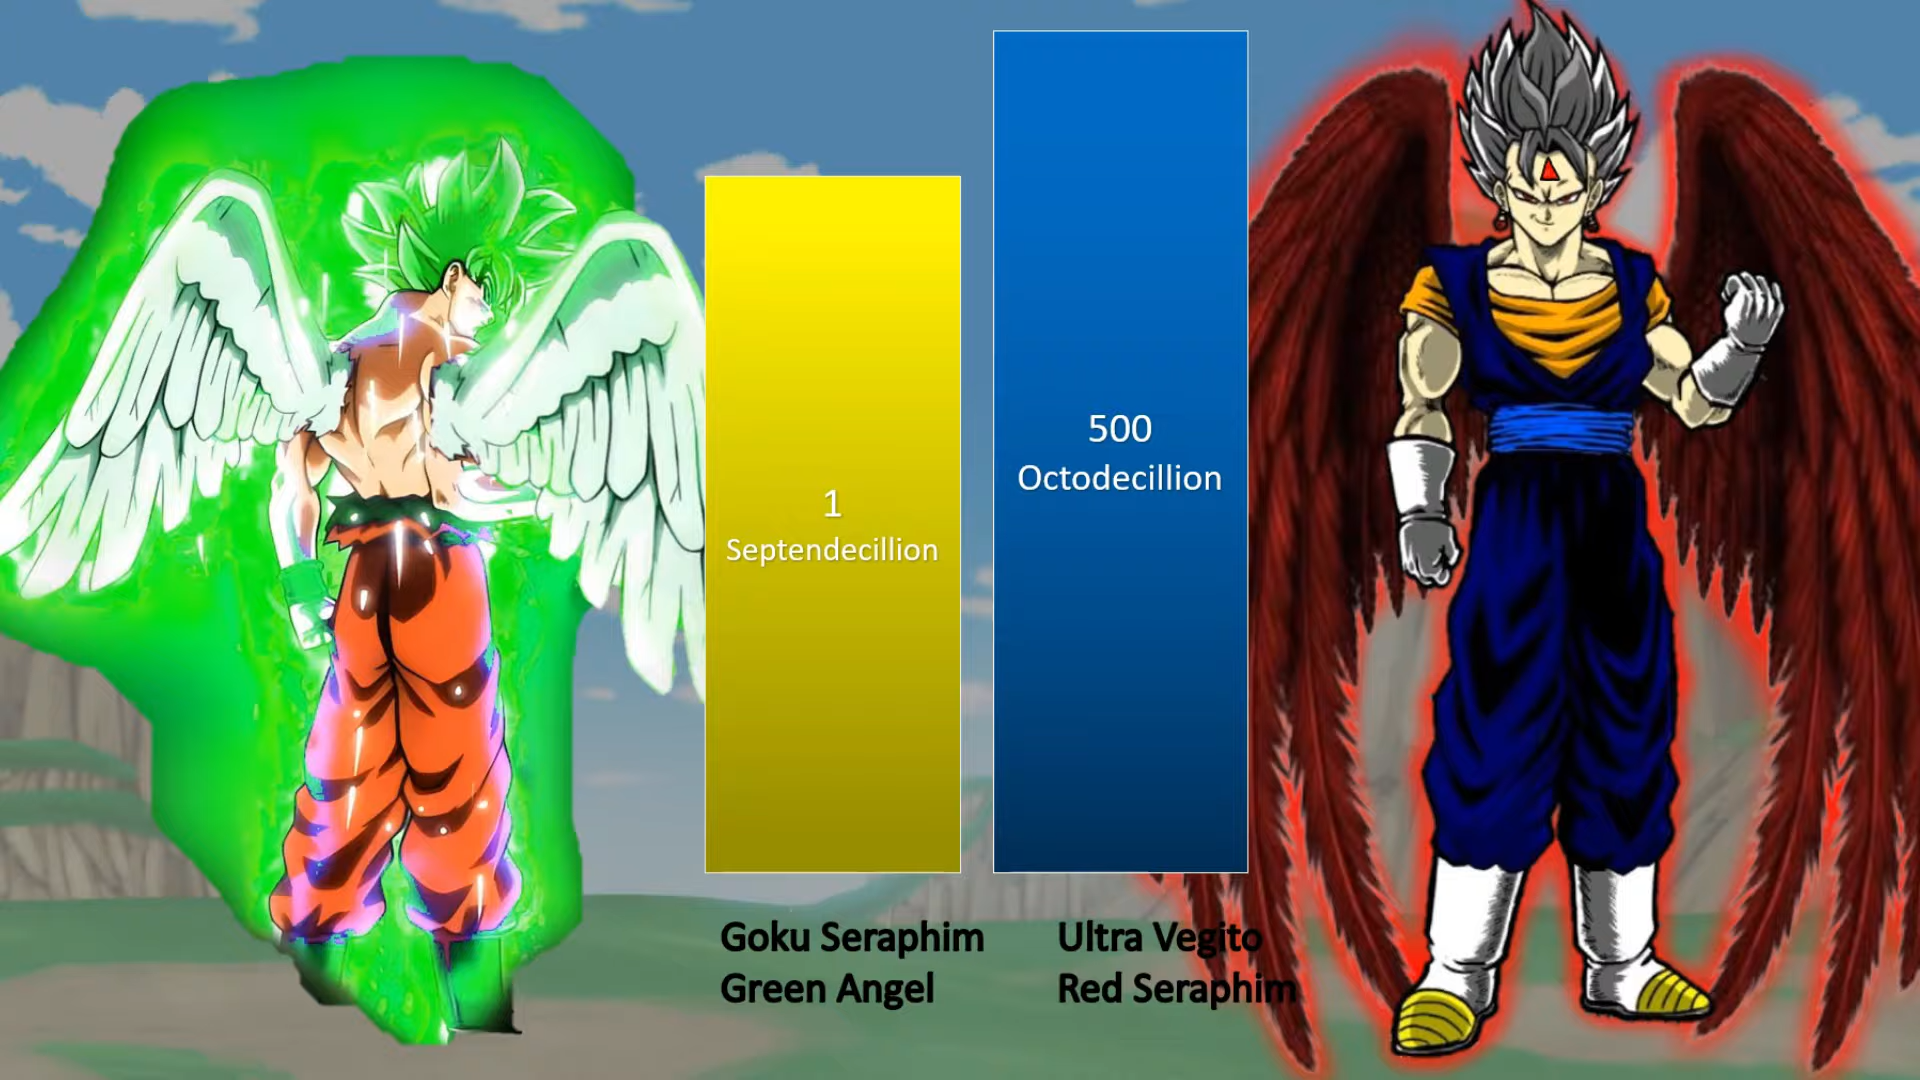 1
Septendecillion
500
Octodecillion
Goku Seraphim
Green Angel
Ultra Vegito
Red Seraphim